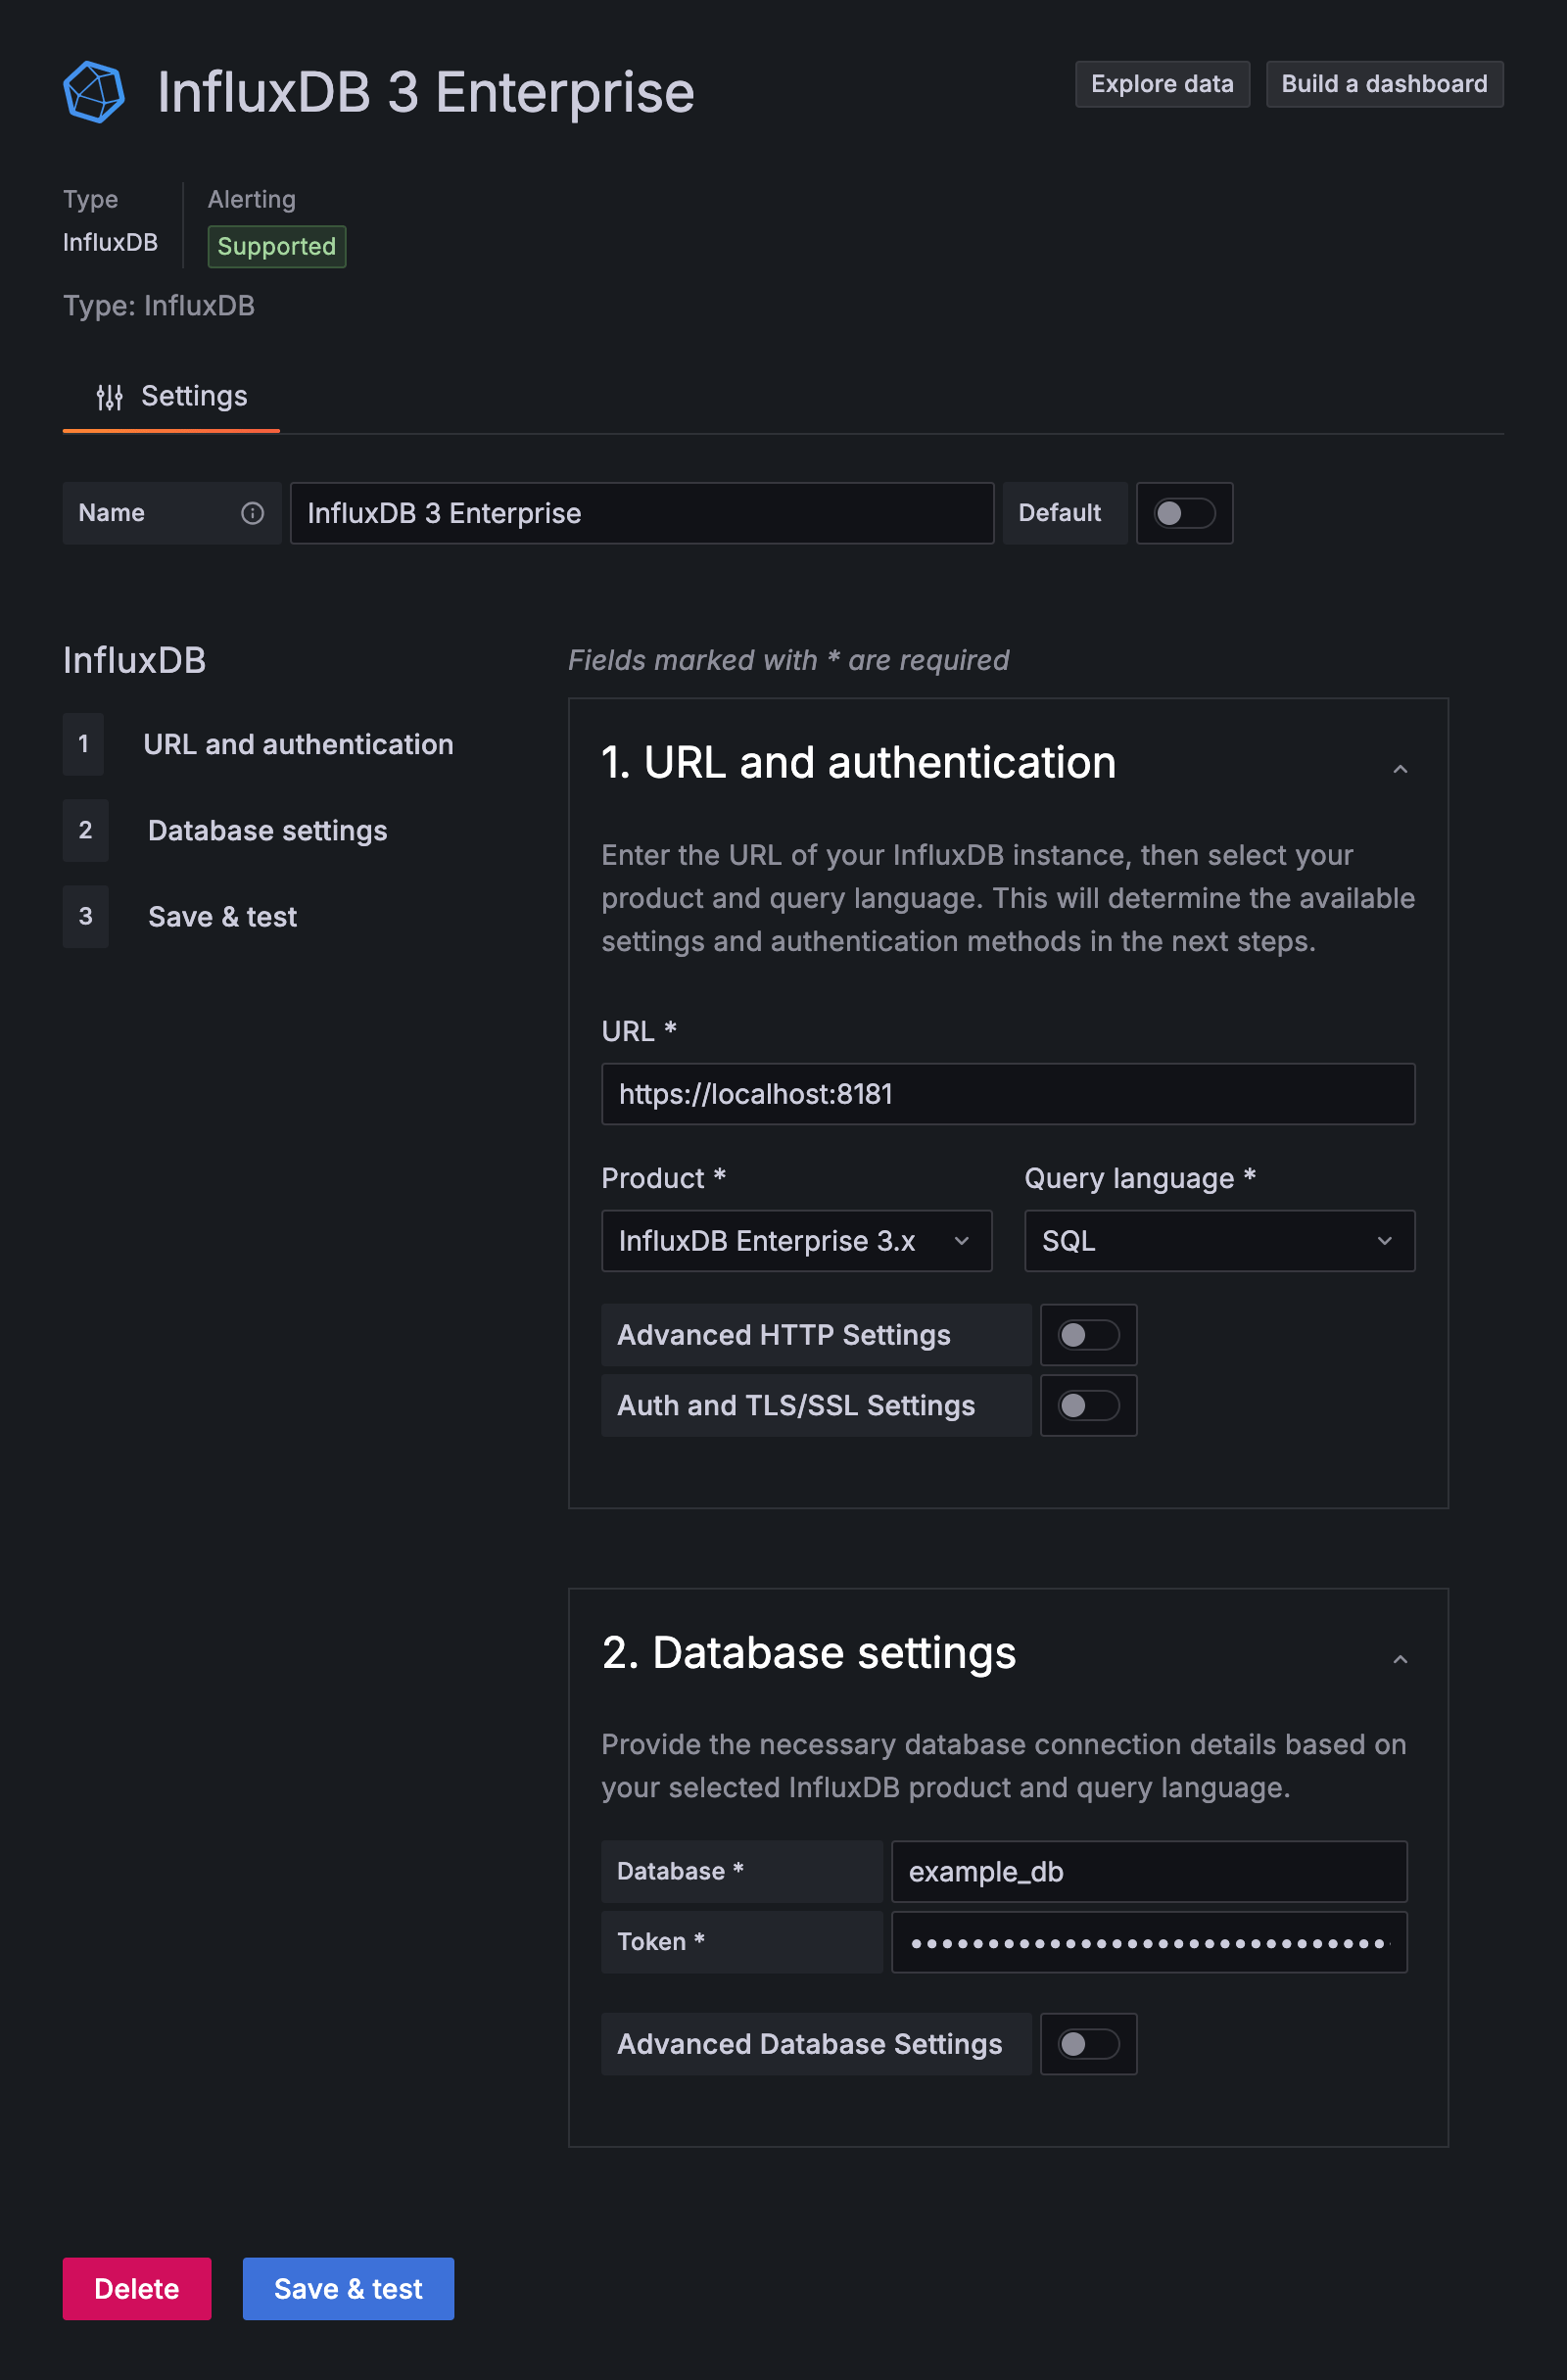 InfluxDB 3 Enterprise
Explore data
Build a dashboard
Type
InfluxDB
Alerting
Supported
Type: InfluxDB
Settings
Name
InfluxDB 3 Enterprise
Default
InfluxDB
1 URL and authentication
2 Database settings
3 Save & test
Fields marked with * are required
1. URL and authentication
Enter the URL of your InfluxDB instance, then select your
product and query language. This will determine the available
settings and authentication methods in the next steps.
URL *
https://localhost:8181
Product *
InfluxDB Enterprise 3.x
Query language *
SQL
Advanced HTTP Settings
Auth and TLS/SSL Settings
2. Database settings
Provide the necessary database connection details based on
your selected InfluxDB product and query language.
Database *
example_db
Token *
Advanced Database Settings
Delete
Save & test